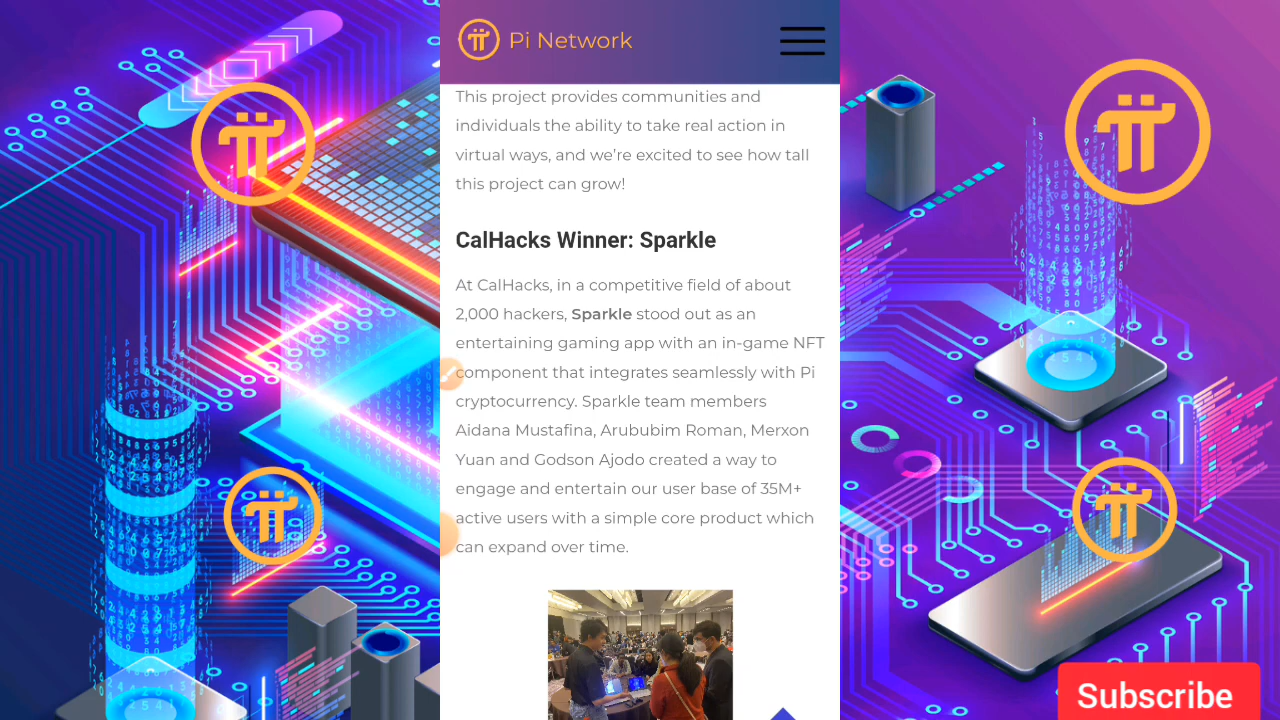 Pi Network
This project provides communities and
individuals the ability to take real action in
virtual ways, and we’re excited to see how tall
this project can grow!
CalHacks Winner: Sparkle
At CalHacks, in a competitive field of about
2,000 hackers, Sparkle stood out as an
entertaining gaming app with an in-game NFT
component that integrates seamlessly with Pi
cryptocurrency. Sparkle team members
Aidana Mustafina, Arububim Roman, Merxon
Yuan and Godson Ajodo created a way to
engage and entertain our user base of 35M+
active users with a simple core product which
can expand over time.
Subscribe